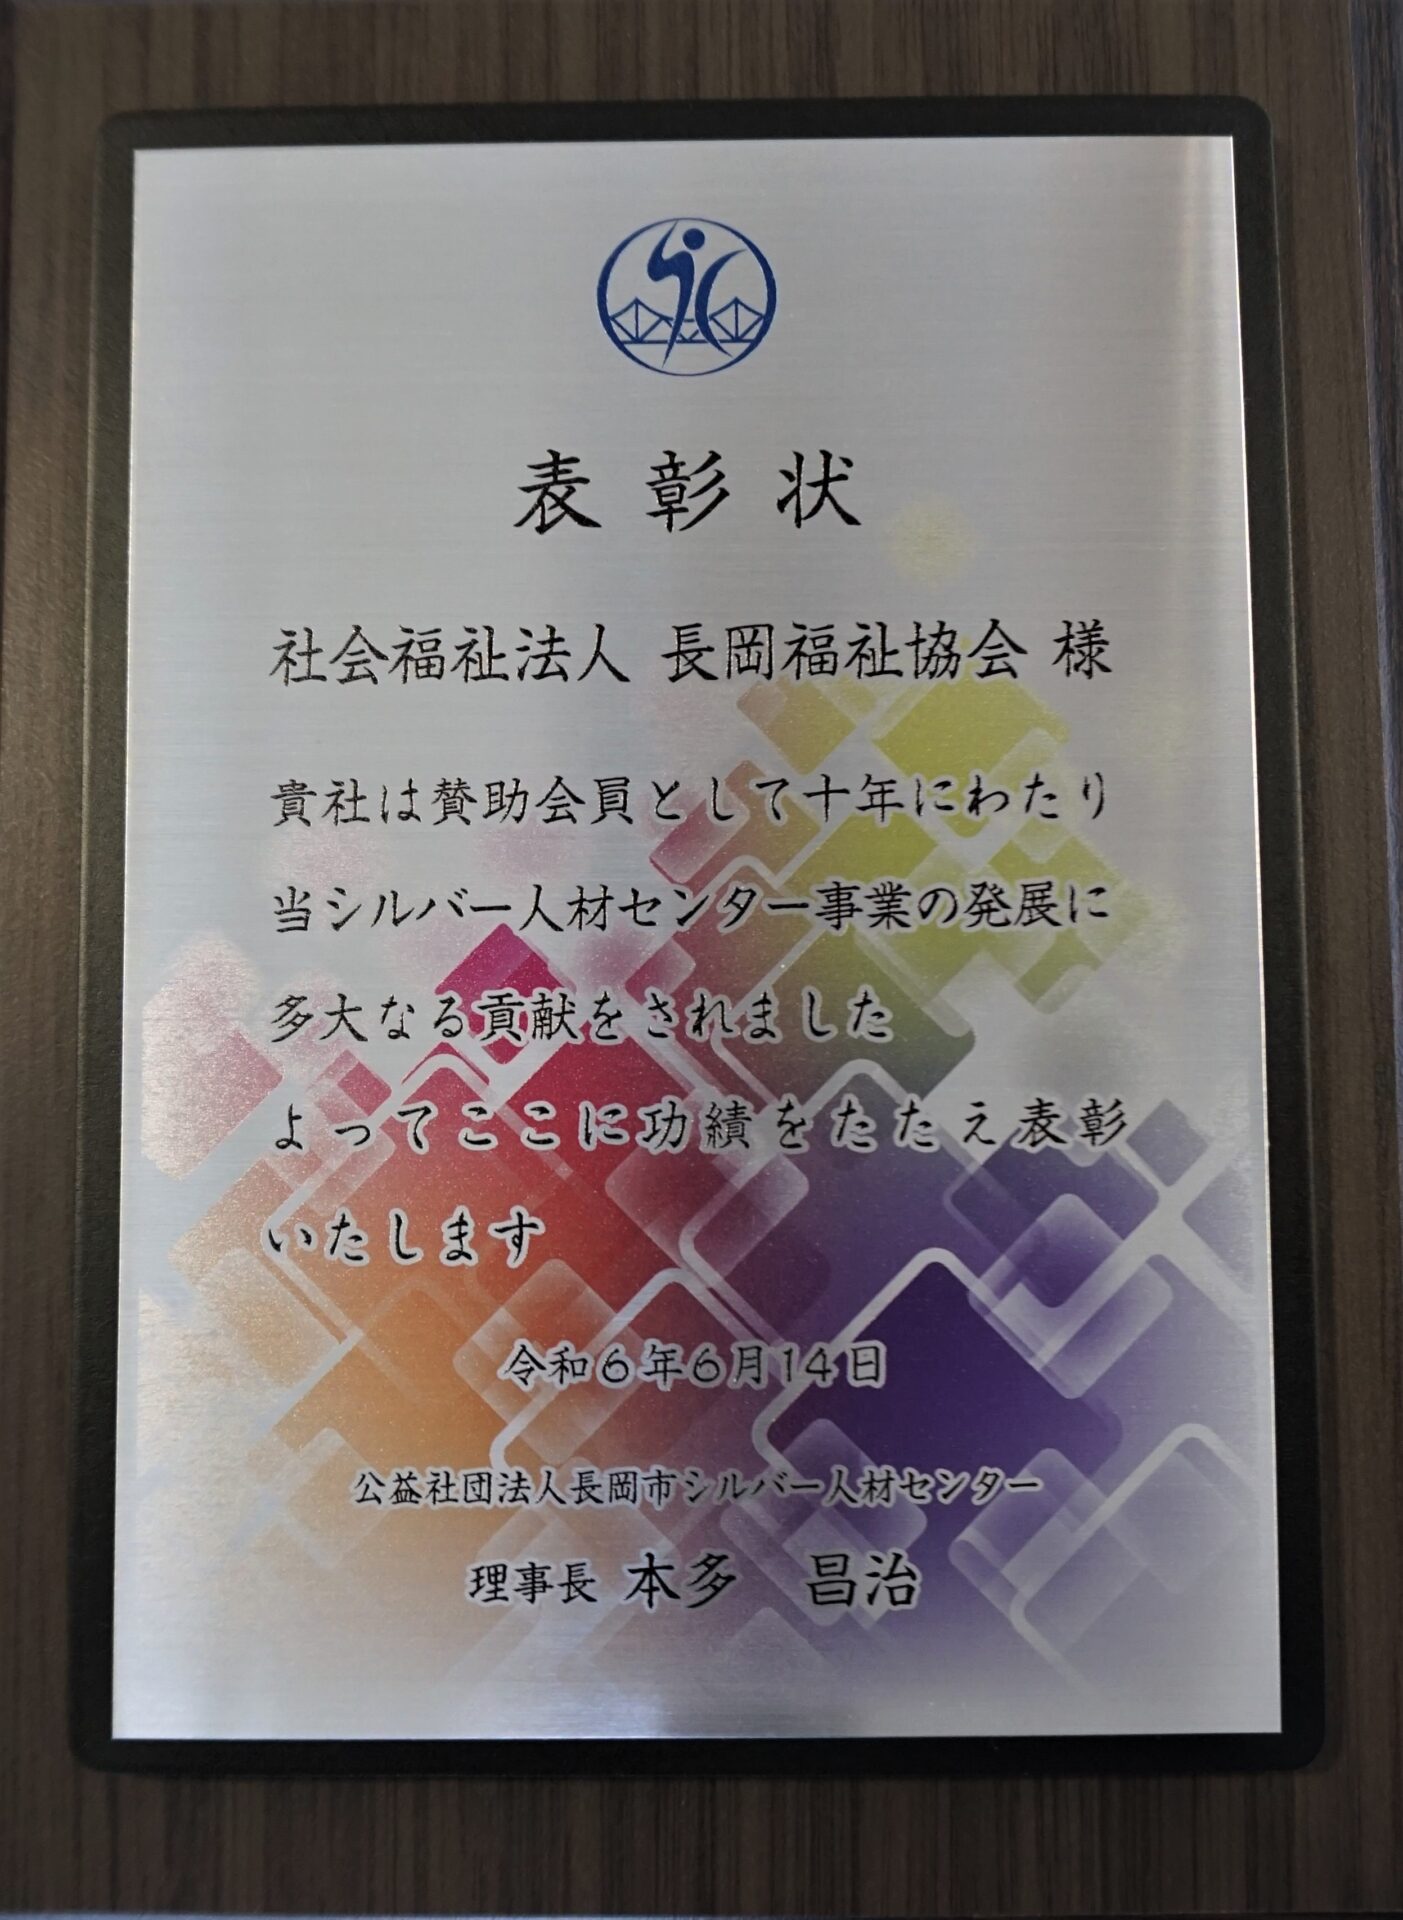 表彰状
社会福祉法人 長岡福祉協会 様
貴社は賛助会員として十年にわたり
当シルバー人材センター事業の発展に
多大なる貢献をされました
よってここに功績をたたえ表彰
いたします
令和6年6月14日
公益社団法人長岡市シルバー人材センター
理事長 本多　昌治